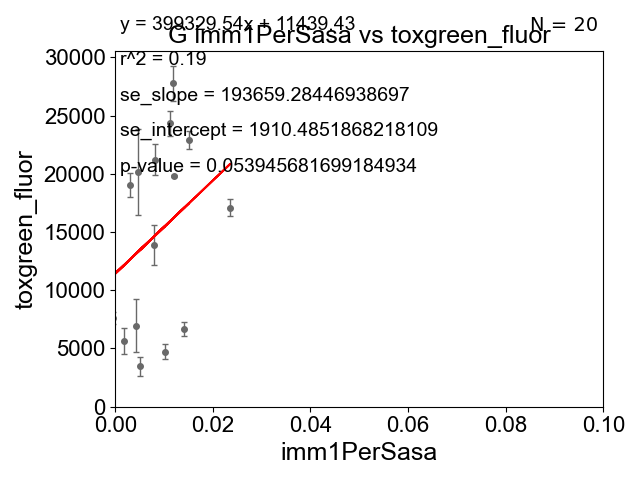 y = 399329.54x + 11439.43
N = 20
G Imm1PerSasa vs toxgreen_fluor
r^2 = 0.19
se_slope = 193659.28446938697
se_intercept = 1910.4851868218109
p-value = 0.053945681699184934
30000
25000
20000
15000
10000
5000
0
toxgreen_fluor
0.00
0.02
0.04
0.06
0.08
0.10
imm1PerSasa